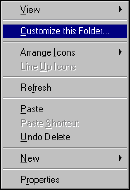 View
Customize this Folder...
Arrange Icons
Line Up Icons
Refresh
Paste
Paste Shortcut
Undo Delete
New
Properties